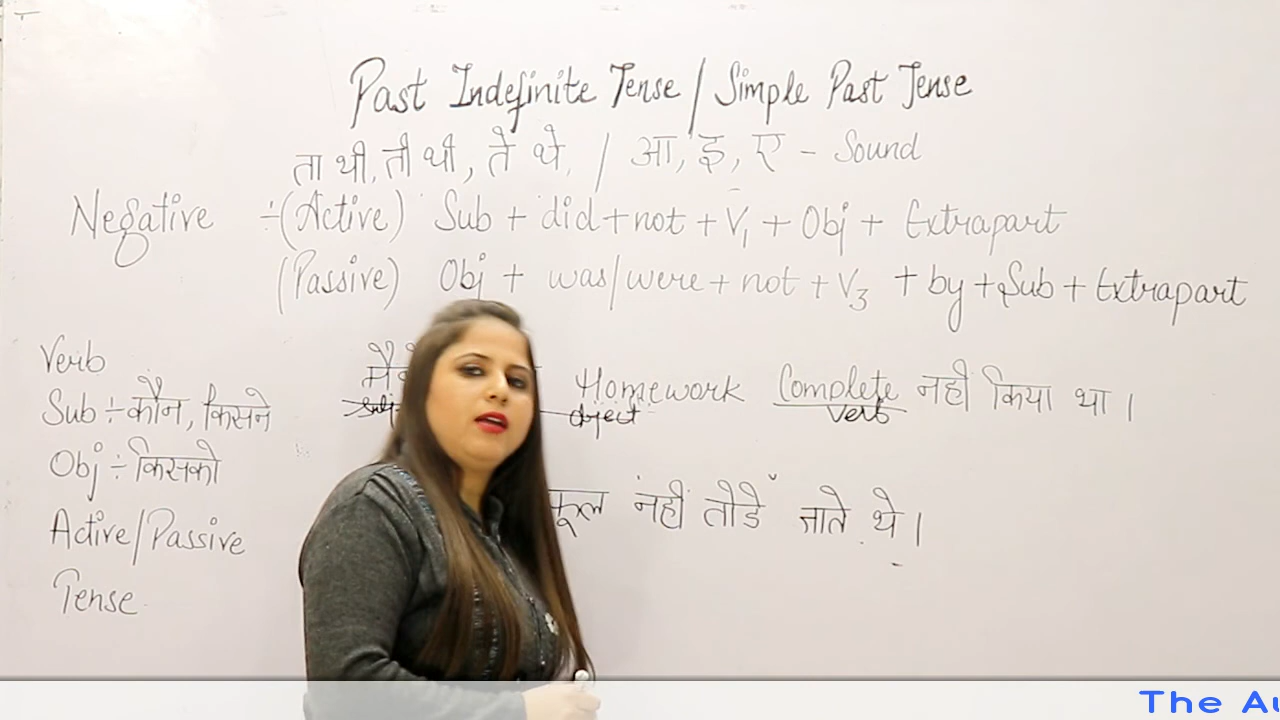 Past Indefinite Tense / Simple Past Tense
ता थी, ती थी, ते थे, / आ, इ, ए - Sound
Negative ÷ (Active) Sub + did + not + V₁ + Obj + Extrapart
(Passive) Obj + was/were + not + V₃ + by + Sub + Extrapart
Verb
Sub ÷ कौन, किसने
Obj ÷ किसको
Active/Passive
Tense
Homework Complete नही किया था।
object verb
नहीं तोडेँ जाते थे।
The